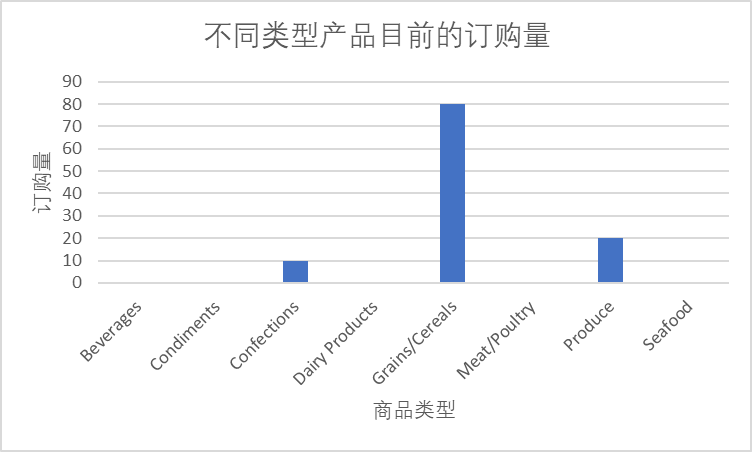 不同类型产品目前的订购量
90
80
70
60
50
40
30
20
10
0
订购量
Beverages
Condiments
Confections
Dairy Products
Grains/Cereals
Meat/Poultry
Produce
Seafood
商品类型